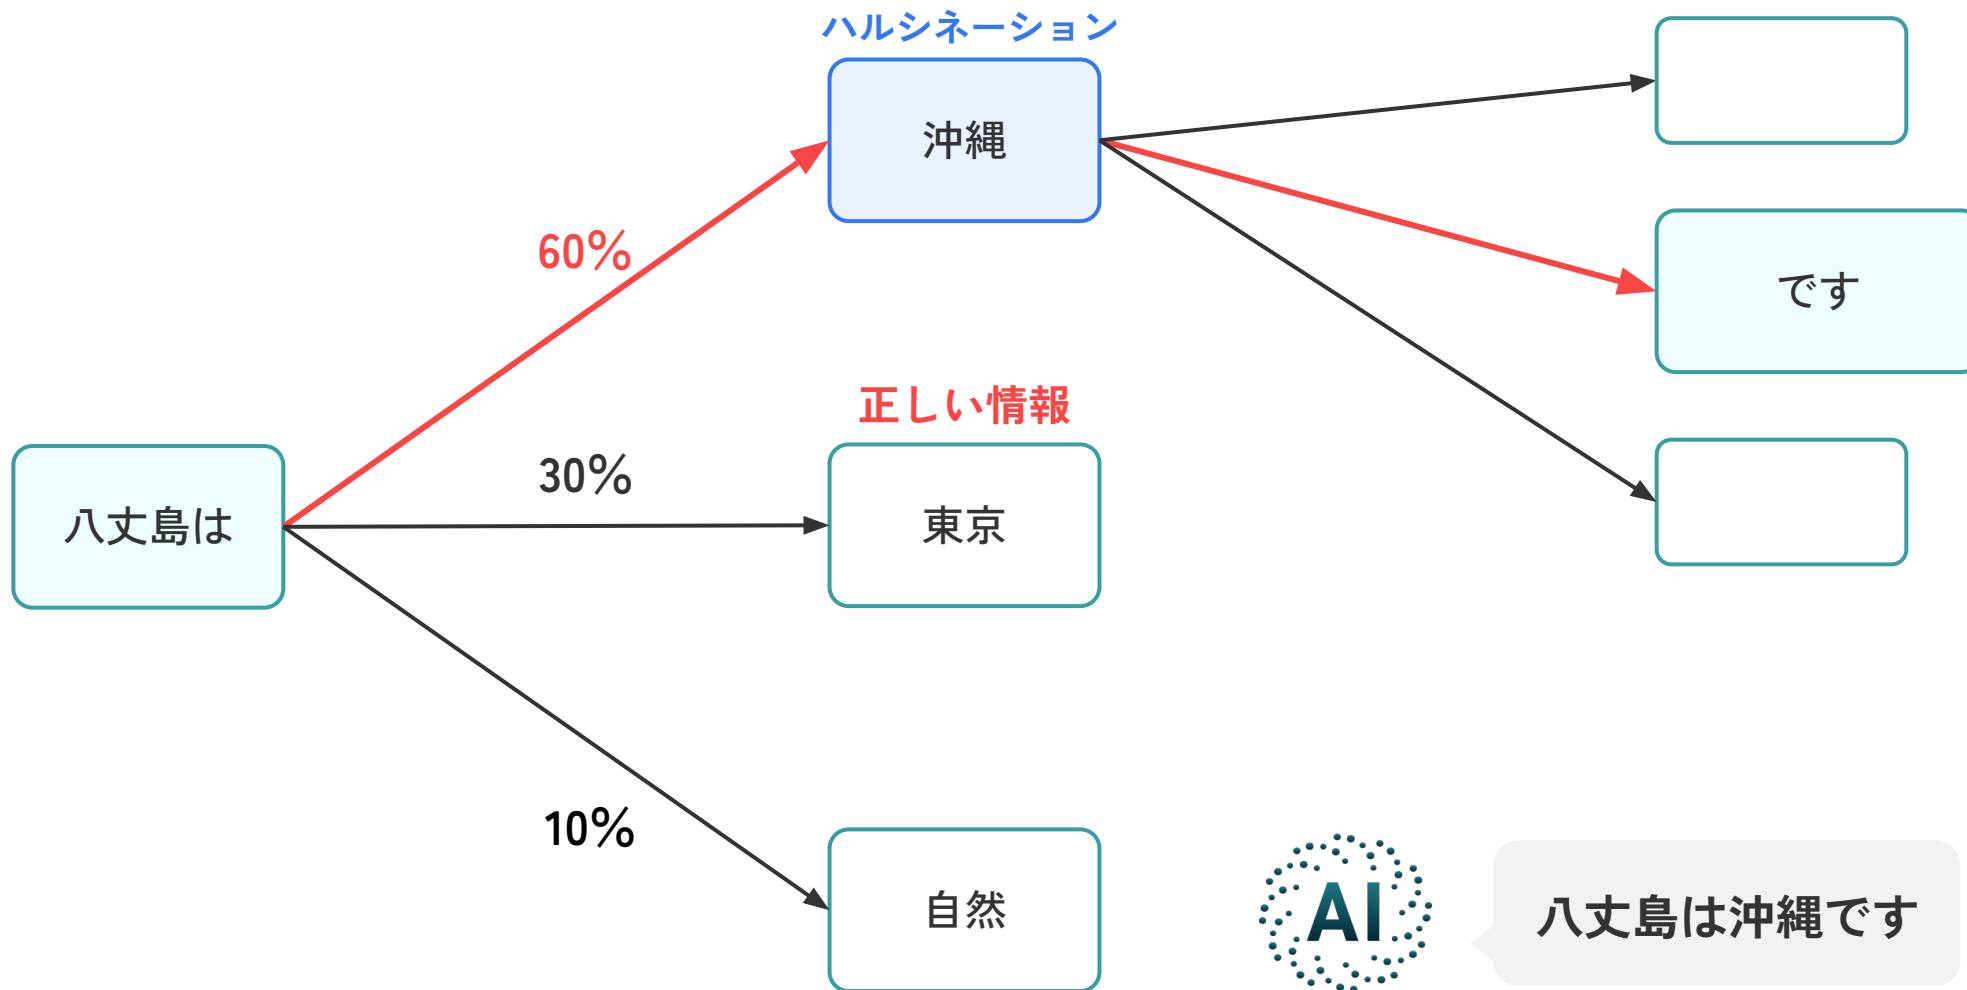 ハルシネーション
沖縄
60%
です
正しい情報
30%
八丈島は
東京
10%
自然
AI
八丈島は沖縄です